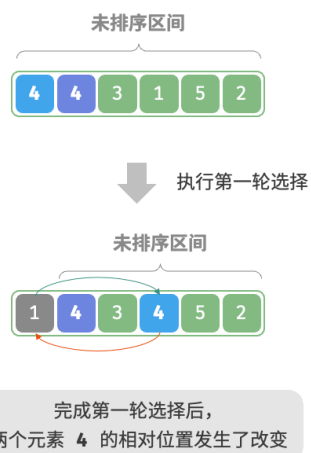 未排序区间
4 4 3 1 5 2
执行第一轮选择
未排序区间
1 4 3 4 5 2
完成第一轮选择后，
两个元素 4 的相对位置发生了改变